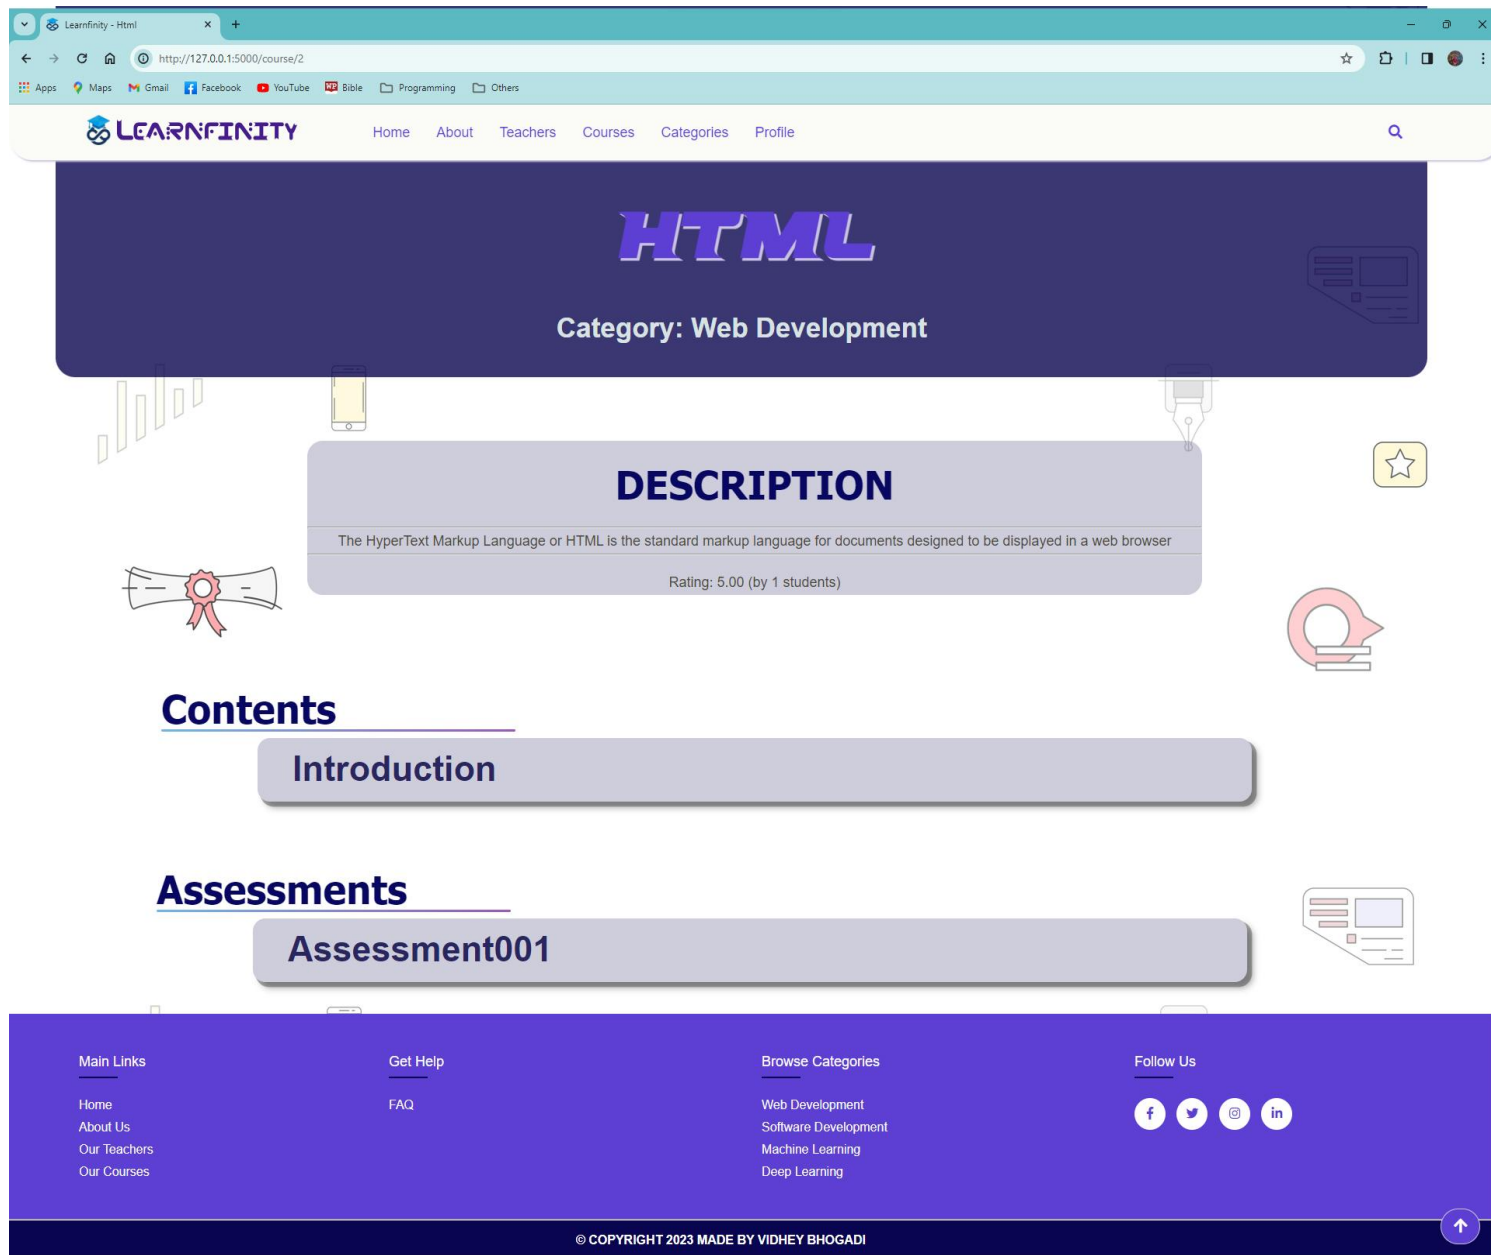 Learnfinity - Html
http://127.0.0.1:5000/course/2
Apps Maps Gmail Facebook YouTube Bible Programming Others
LEARNFINITY Home About Teachers Courses Categories Profile
HTML
Category: Web Development
DESCRIPTION
The HyperText Markup Language or HTML is the standard markup language for documents designed to be displayed in a web browser
Rating: 5.00 (by 1 students)
Contents
Introduction
Assessments
Assessment001
Main Links
Home
About Us
Our Teachers
Our Courses
Get Help
FAQ
Browse Categories
Web Development
Software Development
Machine Learning
Deep Learning
Follow Us
© COPYRIGHT 2023 MADE BY VIDHEY BHOGADI